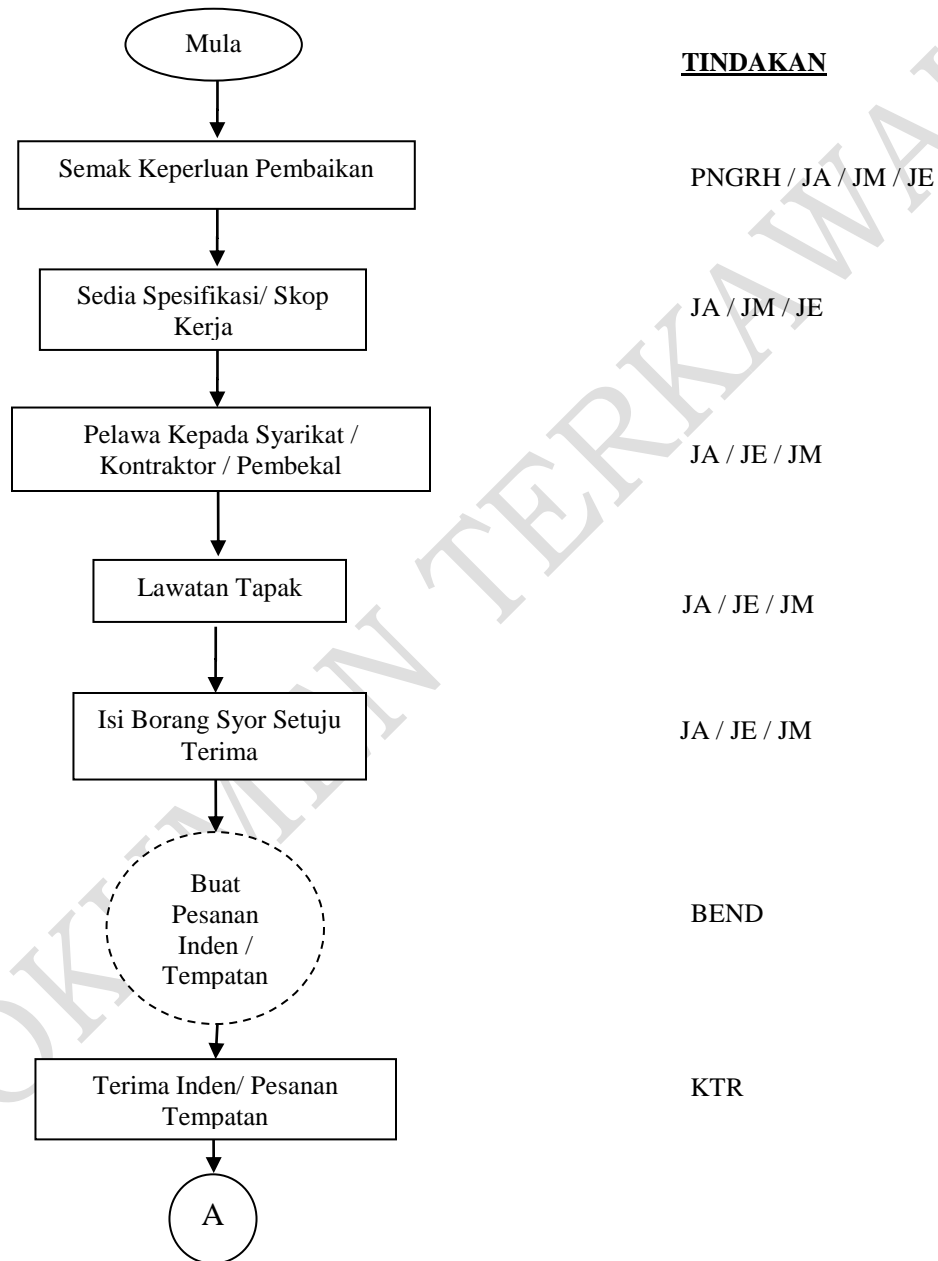 Mula
TINDAKAN
Semak Keperluan Pembaikan
PNGRH / JA / JM / JE
Sedia Spesifikasi/ Skop
Kerja
JA / JM / JE
Pelawa Kepada Syarikat /
Kontraktor / Pembekal
JA / JE / JM
Lawatan Tapak
JA / JE / JM
Isi Borang Syor Setuju
Terima
JA / JE / JM
Buat
Pesanan
Inden /
Tempatan
BEND
Terima Inden/ Pesanan
Tempatan
KTR
A
OKUMEN TERKAWA